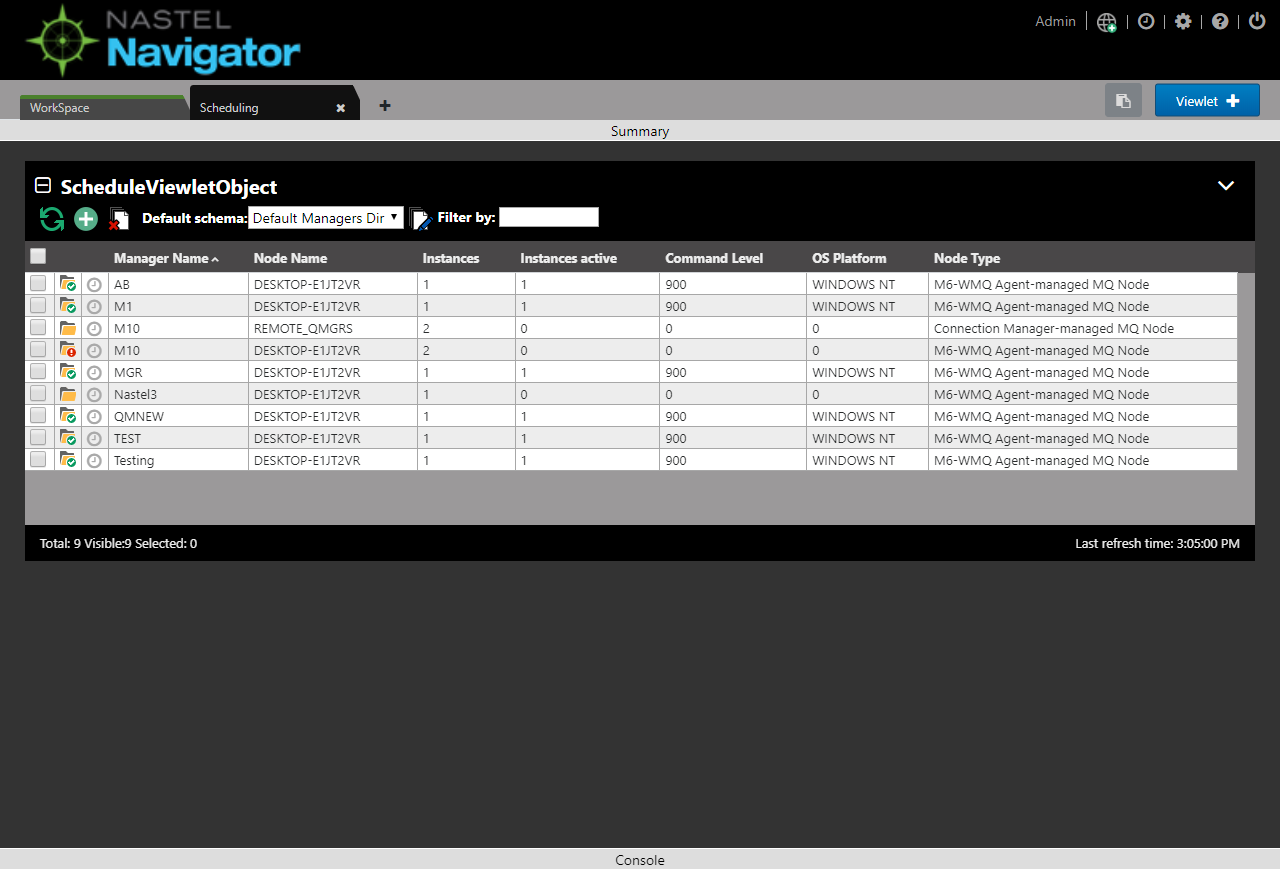 NASTEL
Navigator
Admin
WorkSpace
Scheduling
Viewlet
Summary
ScheduleViewletObject
Default schema: Default Managers Dir Filter by:
Manager Name Node Name Instances Instances active Command Level OS Platform Node Type
AB DESKTOP-E1JT2VR 1 1 900 WINDOWS NT M6-WMQ Agent-managed MQ Node
M1 DESKTOP-E1JT2VR 1 1 900 WINDOWS NT M6-WMQ Agent-managed MQ Node
M10 REMOTE_QMGRS 2 0 0 0 Connection Manager-managed MQ Node
M10 DESKTOP-E1JT2VR 2 0 0 0 M6-WMQ Agent-managed MQ Node
MGR DESKTOP-E1JT2VR 1 1 900 WINDOWS NT M6-WMQ Agent-managed MQ Node
Nastel3 DESKTOP-E1JT2VR 1 0 0 0 M6-WMQ Agent-managed MQ Node
QMNEW DESKTOP-E1JT2VR 1 1 900 WINDOWS NT M6-WMQ Agent-managed MQ Node
TEST DESKTOP-E1JT2VR 1 1 900 WINDOWS NT M6-WMQ Agent-managed MQ Node
Testing DESKTOP-E1JT2VR 1 1 900 WINDOWS NT M6-WMQ Agent-managed MQ Node
Total: 9 Visible:9 Selected: 0 Last refresh time: 3:05:00 PM
Console